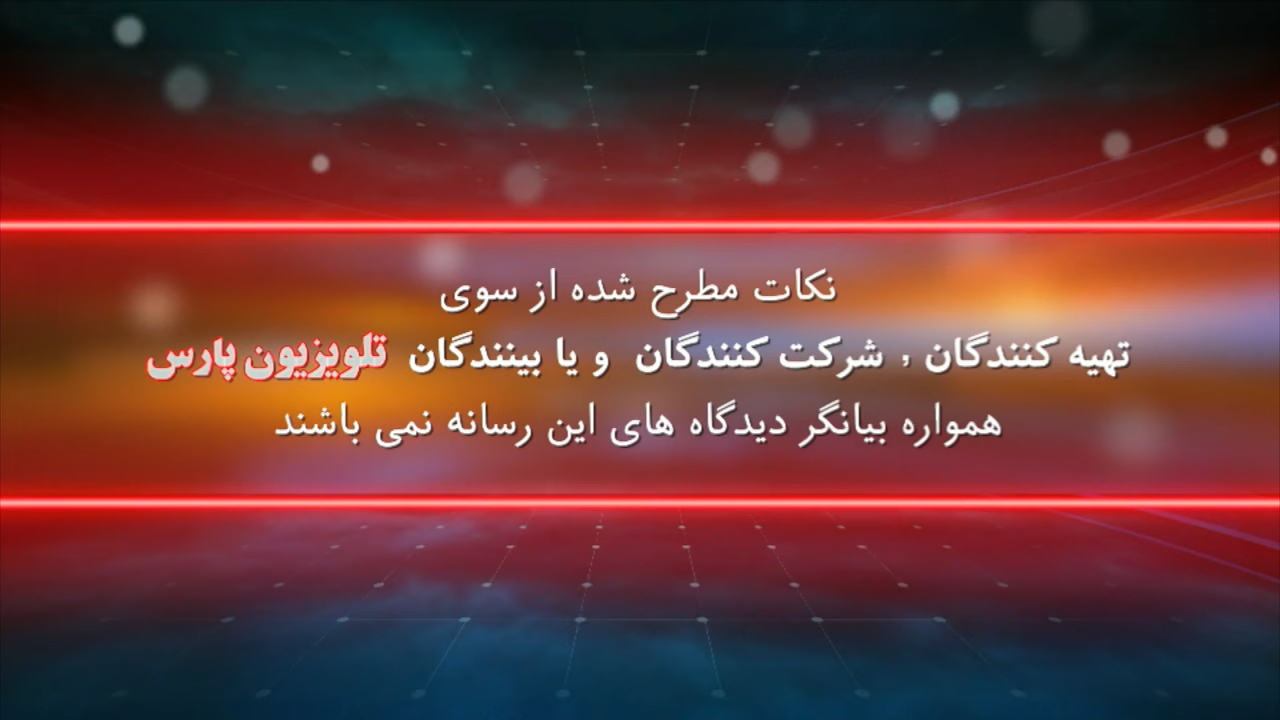 نکات مطرح شده از سوی
تهیه کنندگان , شرکت کنندگان و یا بینندگان تلویزیون پارس
همواره بیانگر دیدگاه های این رسانه نمی باشند